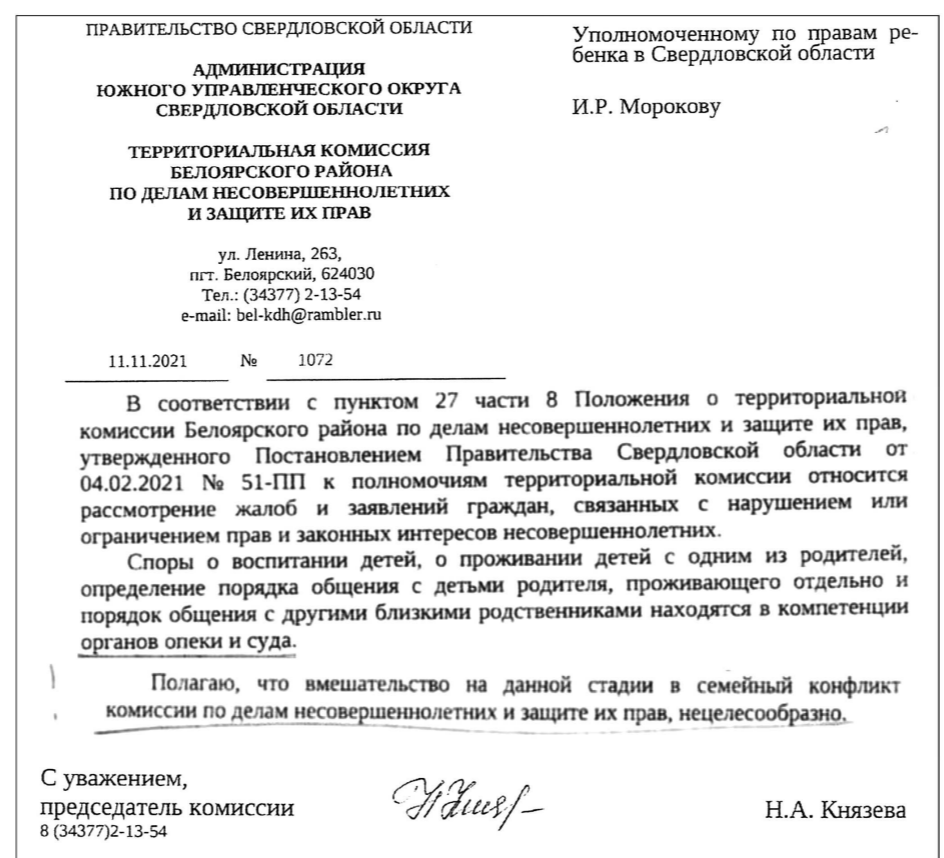 ПРАВИТЕЛЬСТВО СВЕРДЛОВСКОЙ ОБЛАСТИ
АДМИНИСТРАЦИЯ
ЮЖНОГО УПРАВЛЕНЧЕСКОГО ОКРУГА
СВЕРДЛОВСКОЙ ОБЛАСТИ
ТЕРРИТОРИАЛЬНАЯ КОМИССИЯ
БЕЛОЯРСКОГО РАЙОНА
ПО ДЕЛАМ НЕСОВЕРШЕННОЛЕТНИХ
И ЗАЩИТЕ ИХ ПРАВ
ул. Ленина, 263,
пгт. Белоярский, 624030
Тел.: (34377) 2-13-54
e-mail: bel-kdh@rambler.ru
11.11.2021 № 1072
Уполномоченному по правам ре-
бенка в Свердловской области
И.Р. Морокову
В соответствии с пунктом 27 части 8 Положения о территориальной
комиссии Белоярского района по делам несовершеннолетних и защите их прав,
утвержденного Постановлением Правительства Свердловской области от
04.02.2021 № 51-ПП к полномочиям территориальной комиссии относится
рассмотрение жалоб и заявлений граждан, связанных с нарушением или
ограничением прав и законных интересов несовершеннолетних.
Споры о воспитании детей, о проживании детей с одним из родителей,
определение порядка общения с детьми родителя, проживающего отдельно и
порядок общения с другими близкими родственниками находятся в компетенции
органов опеки и суда.
Полагаю, что вмешательство на данной стадии в семейный конфликт
комиссии по делам несовершеннолетних и защите их прав, нецелесообразно.
С уважением,
председатель комиссии
8 (34377)2-13-54
Н.А. Князева